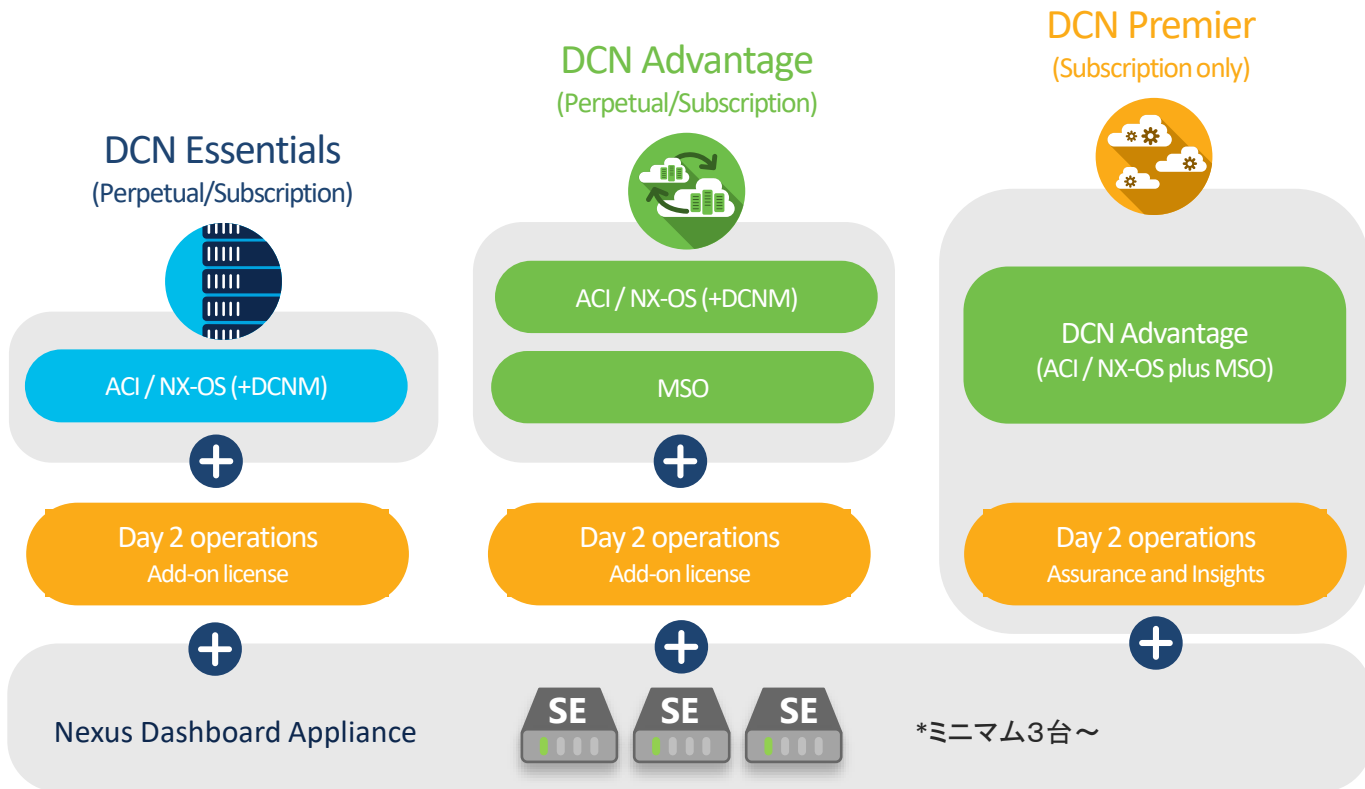 DCN Essentials
(Perpetual/Subscription)
ACI / NX-OS (+DCNM)
Day 2 operations
Add-on license
DCN Advantage
(Perpetual/Subscription)
ACI / NX-OS (+DCNM)
MSO
Day 2 operations
Add-on license
DCN Premier
(Subscription only)
DCN Advantage
(ACI / NX-OS plus MSO)
Day 2 operations
Assurance and Insights
Nexus Dashboard Appliance
SE
SE
SE
*ミニマム3台〜